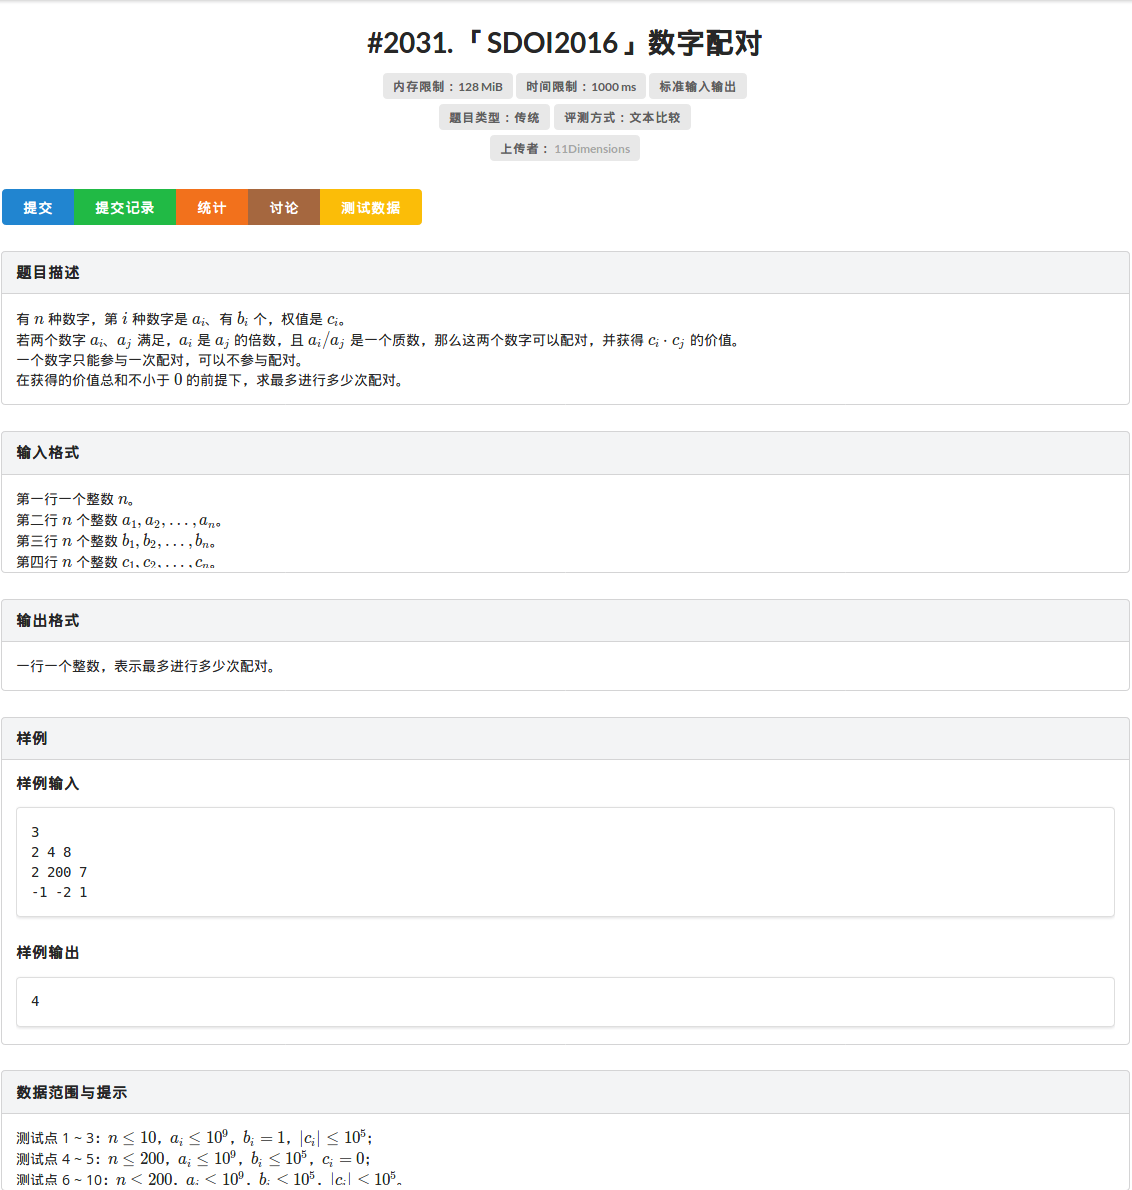 #2031. 「SDOI2016」数字配对
内存限制：128 MiB 时间限制：1000 ms 标准输入输出
题目类型：传统 评测方式：文本比较
上传者： 11Dimensions
提交 提交记录 统计 讨论 测试数据
题目描述
有 n 种数字，第 i 种数字是 a_i、有 b_i 个，权值是 c_i。
若两个数字 a_i、a_j 满足，a_i 是 a_j 的倍数，且 a_i/a_j 是一个质数，那么这两个数字可以配对，并获得 c_i · c_j 的价值。
一个数字只能参与一次配对，可以不参与配对。
在获得的价值总和不小于 0 的前提下，求最多进行多少次配对。
输入格式
第一行一个整数 n。
第二行 n 个整数 a_1, a_2, . . . , a_n。
第三行 n 个整数 b_1, b_2, . . . , b_n。
第四行 n 个整数 c_1, c_2, . . . , c_n。
输出格式
一行一个整数，表示最多进行多少次配对。
样例
样例输入
3
2 4 8
2 200 7
-1 -2 1
样例输出
4
数据范围与提示
测试点 1 ~ 3：n ≤ 10，a_i ≤ 10^9，b_i = 1，|c_i| ≤ 10^5；
测试点 4 ~ 5：n ≤ 200，a_i ≤ 10^9，b_i ≤ 10^5，c_i = 0；
测试点 6 ~ 10：n ≤ 200，a_i ≤ 10^9，b_i ≤ 10^5，|c_i| ≤ 10^5。